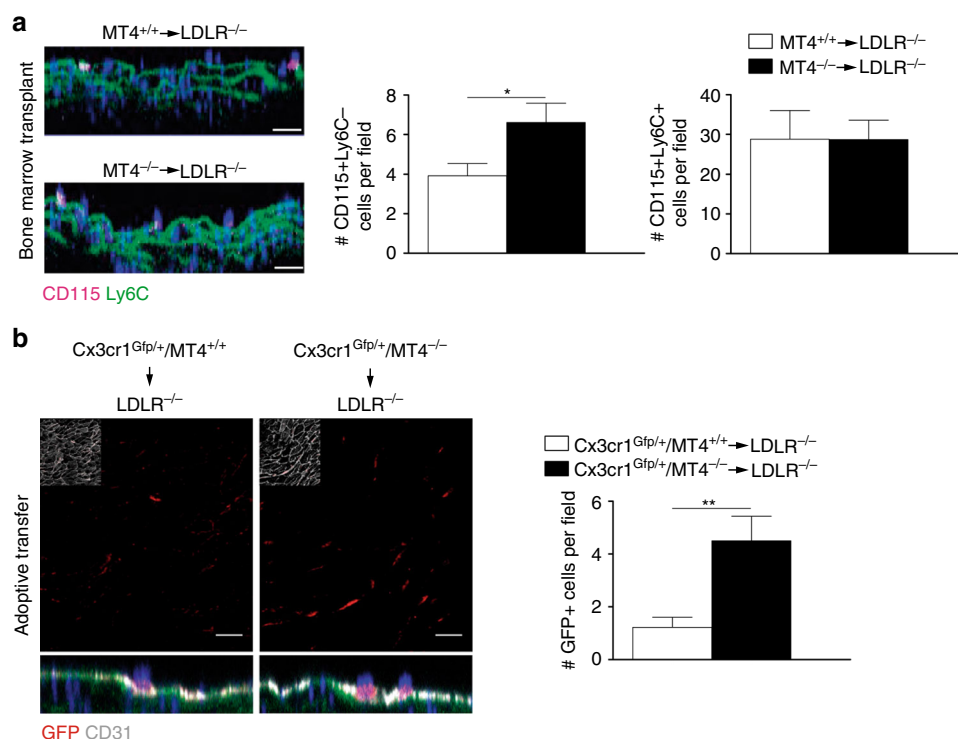 a
MT4+/+→LDLR−/−
Bone marrow transplant
MT4−/−→LDLR−/−
CD115 Ly6C
# CD115+Ly6C−
cells per field
8
6
4
2
0
*
MT4+/+→LDLR−/−
MT4−/−→LDLR−/−
# CD115+Ly6C+
cells per field
40
30
20
10
0
b
Cx3cr1Gfp/+/MT4+/+
LDLR−/−
Cx3cr1Gfp/+/MT4−/−
LDLR−/−
Adoptive transfer
GFP CD31
Cx3cr1Gfp/+/MT4+/+→LDLR−/−
Cx3cr1Gfp/+/MT4−/−→LDLR−/−
# GFP+ cells per field
6
4
2
0
**